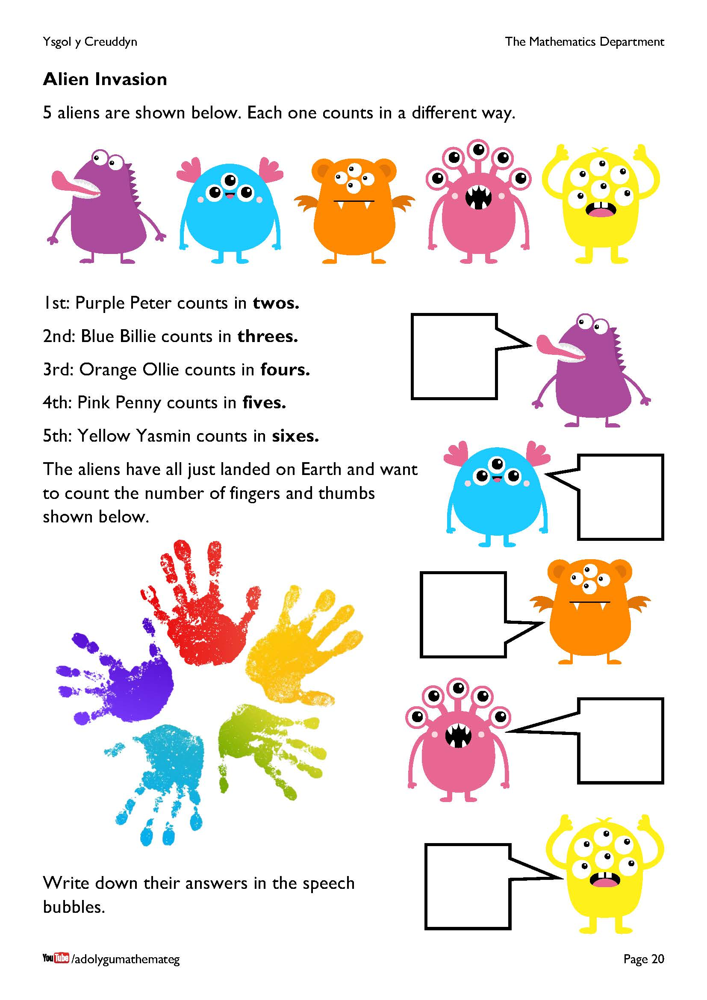 Ysgol y Creuddyn
The Mathematics Department
Alien Invasion
5 aliens are shown below. Each one counts in a different way.
1st: Purple Peter counts in twos.
2nd: Blue Billie counts in threes.
3rd: Orange Ollie counts in fours.
4th: Pink Penny counts in fives.
5th: Yellow Yasmin counts in sixes.
The aliens have all just landed on Earth and want
to count the number of fingers and thumbs
shown below.
Write down their answers in the speech
bubbles.
YouTube /adolygumathemateg
Page 20